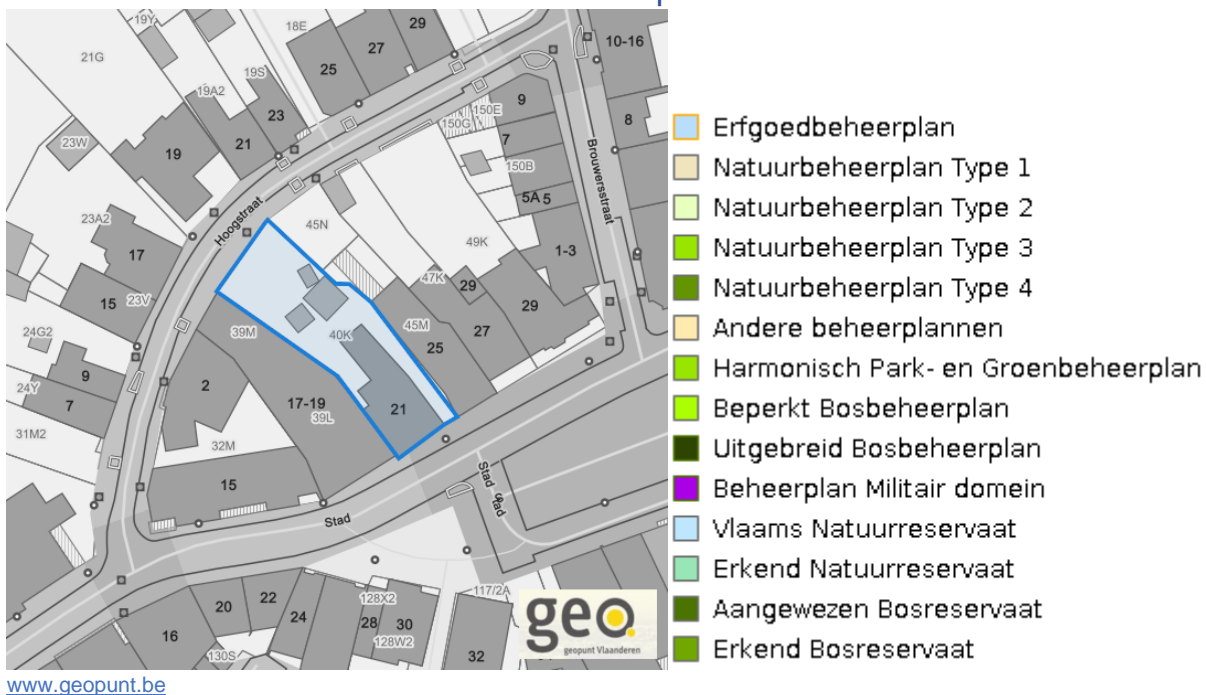 19Y
18E
29
10-16
27
21G
25
19S
19A2
23
9
150E
150G
8
23W
21
7
19
150B
Brouwersstraat
5A 5
Hoogstraat
23A2
45N
49K
1-3
17
47K
29
15
23V
29
24G2
39M
40K
45M
27
25
9
24Y
2
7
17-19
39L
21
31M2
32M
15
Stad
Stad
Stad
117/2A
128X2
20
22
24
28
30
128W2
16
130S
32
geo
geopunt Vlaanderen
Erfgoedbeheerplan
Natuurbeheerplan Type 1
Natuurbeheerplan Type 2
Natuurbeheerplan Type 3
Natuurbeheerplan Type 4
Andere beheerplannen
Harmonisch Park- en Groenbeheerplan
Beperkt Bosbeheerplan
Uitgebreid Bosbeheerplan
Beheerplan Militair domein
Vlaams Natuurreservaat
Erkend Natuurreservaat
Aangewezen Bosreservaat
Erkend Bosreservaat
www.geopunt.be